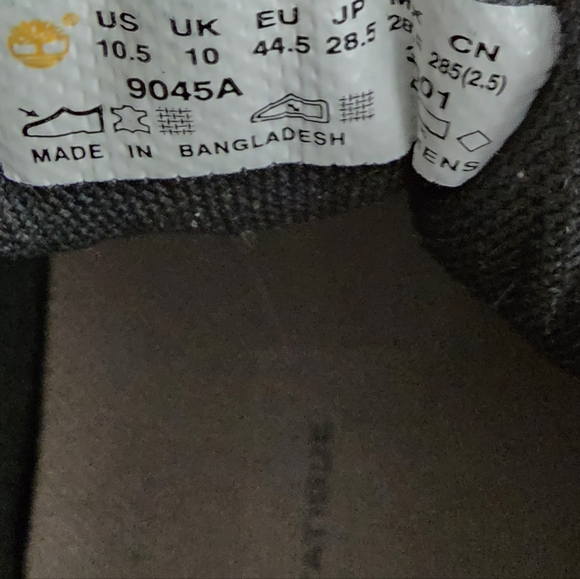 US UK EU JP CN
10.5 10 44.5 28.5 28 285(2.5)
9045A
MADE IN BANGLADESH